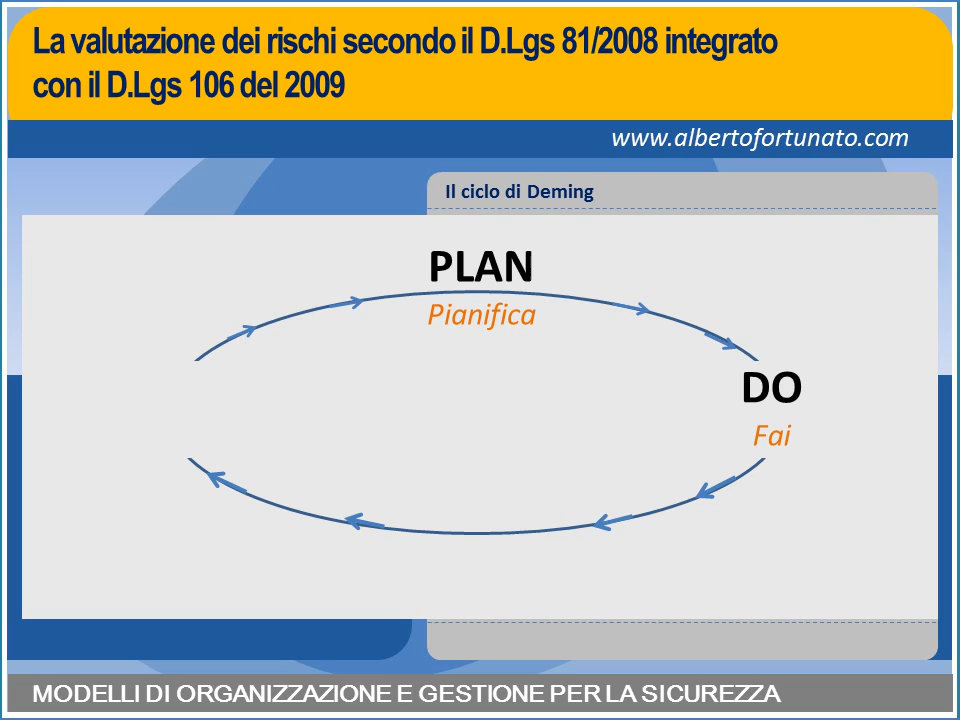 La valutazione dei rischi secondo il D.Lgs 81/2008 integrato
con il D.Lgs 106 del 2009
www.albertofortunato.com
Il ciclo di Deming
PLAN
Pianifica
DO
Fai
MODELLI DI ORGANIZZAZIONE E GESTIONE PER LA SICUREZZA